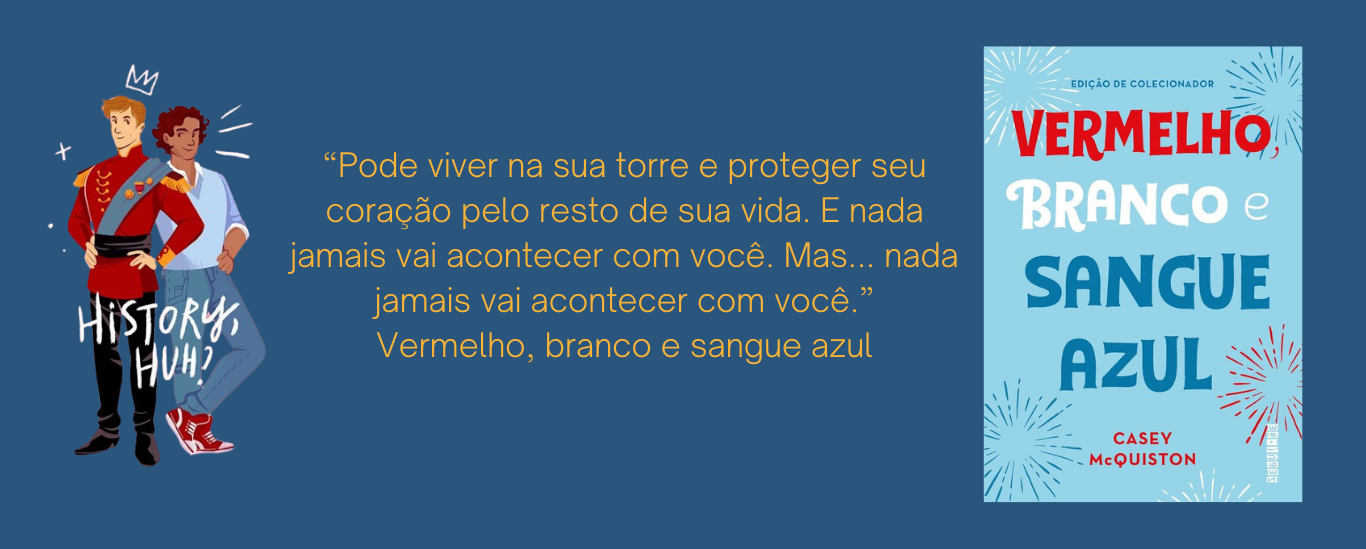 HISTORY,
HUH?
“Pode viver na sua torre e proteger seu
coração pelo resto de sua vida. E nada
jamais vai acontecer com você. Mas... nada
jamais vai acontecer com você.”
Vermelho, branco e sangue azul
EDIÇÃO DE COLECIONADOR
VERMELHO,
BRANCO e
SANGUE
AZUL
CASEY
McQUISTON
SEGUINTE